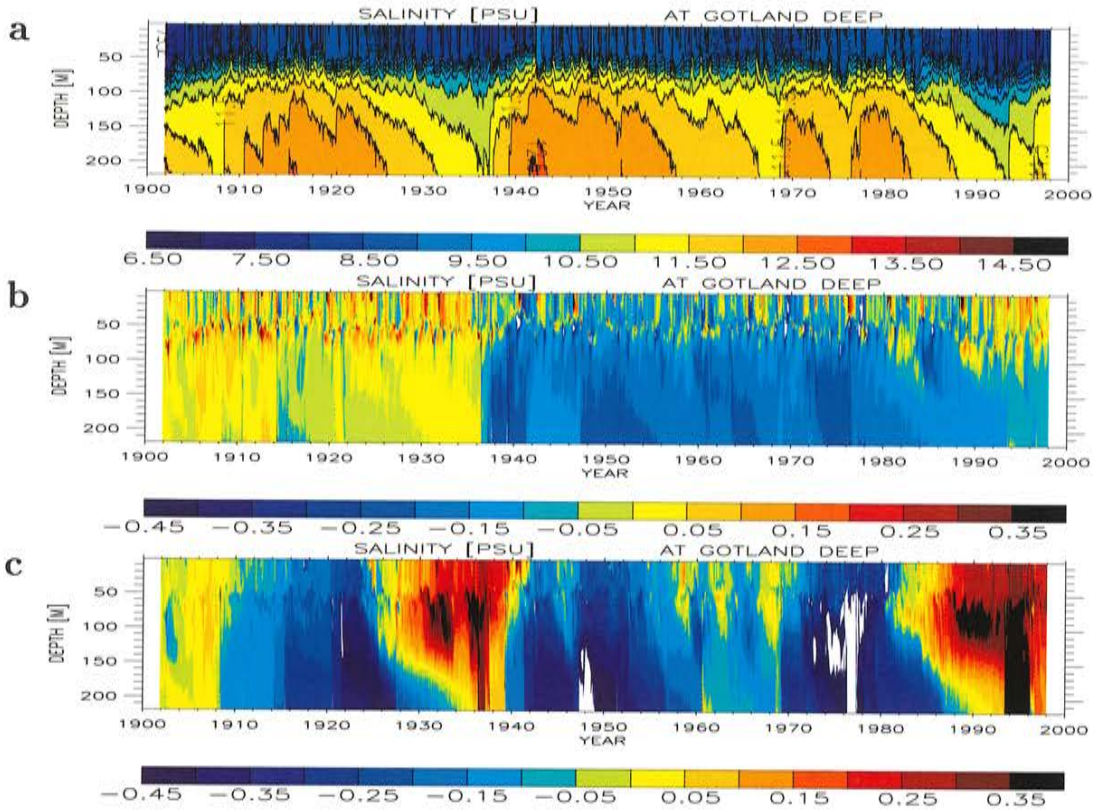 a
SALINITY [PSU] AT GOTLAND DEEP
DEPTH [M]
50
100
150
200
1900 1910 1920 1930 1940 1950 1960 1970 1980 1990 2000
YEAR
6.50 7.50 8.50 9.50 10.50 11.50 12.50 13.50 14.50
b
SALINITY [PSU] AT GOTLAND DEEP
DEPTH [M]
50
100
150
200
1900 1910 1920 1930 1940 1950 1960 1970 1980 1990 2000
YEAR
−0.45 −0.35 −0.25 −0.15 −0.05 0.05 0.15 0.25 0.35
c
SALINITY [PSU] AT GOTLAND DEEP
DEPTH [M]
50
100
150
200
1900 1910 1920 1930 1940 1950 1960 1970 1980 1990 2000
YEAR
−0.45 −0.35 −0.25 −0.15 −0.05 0.05 0.15 0.25 0.35